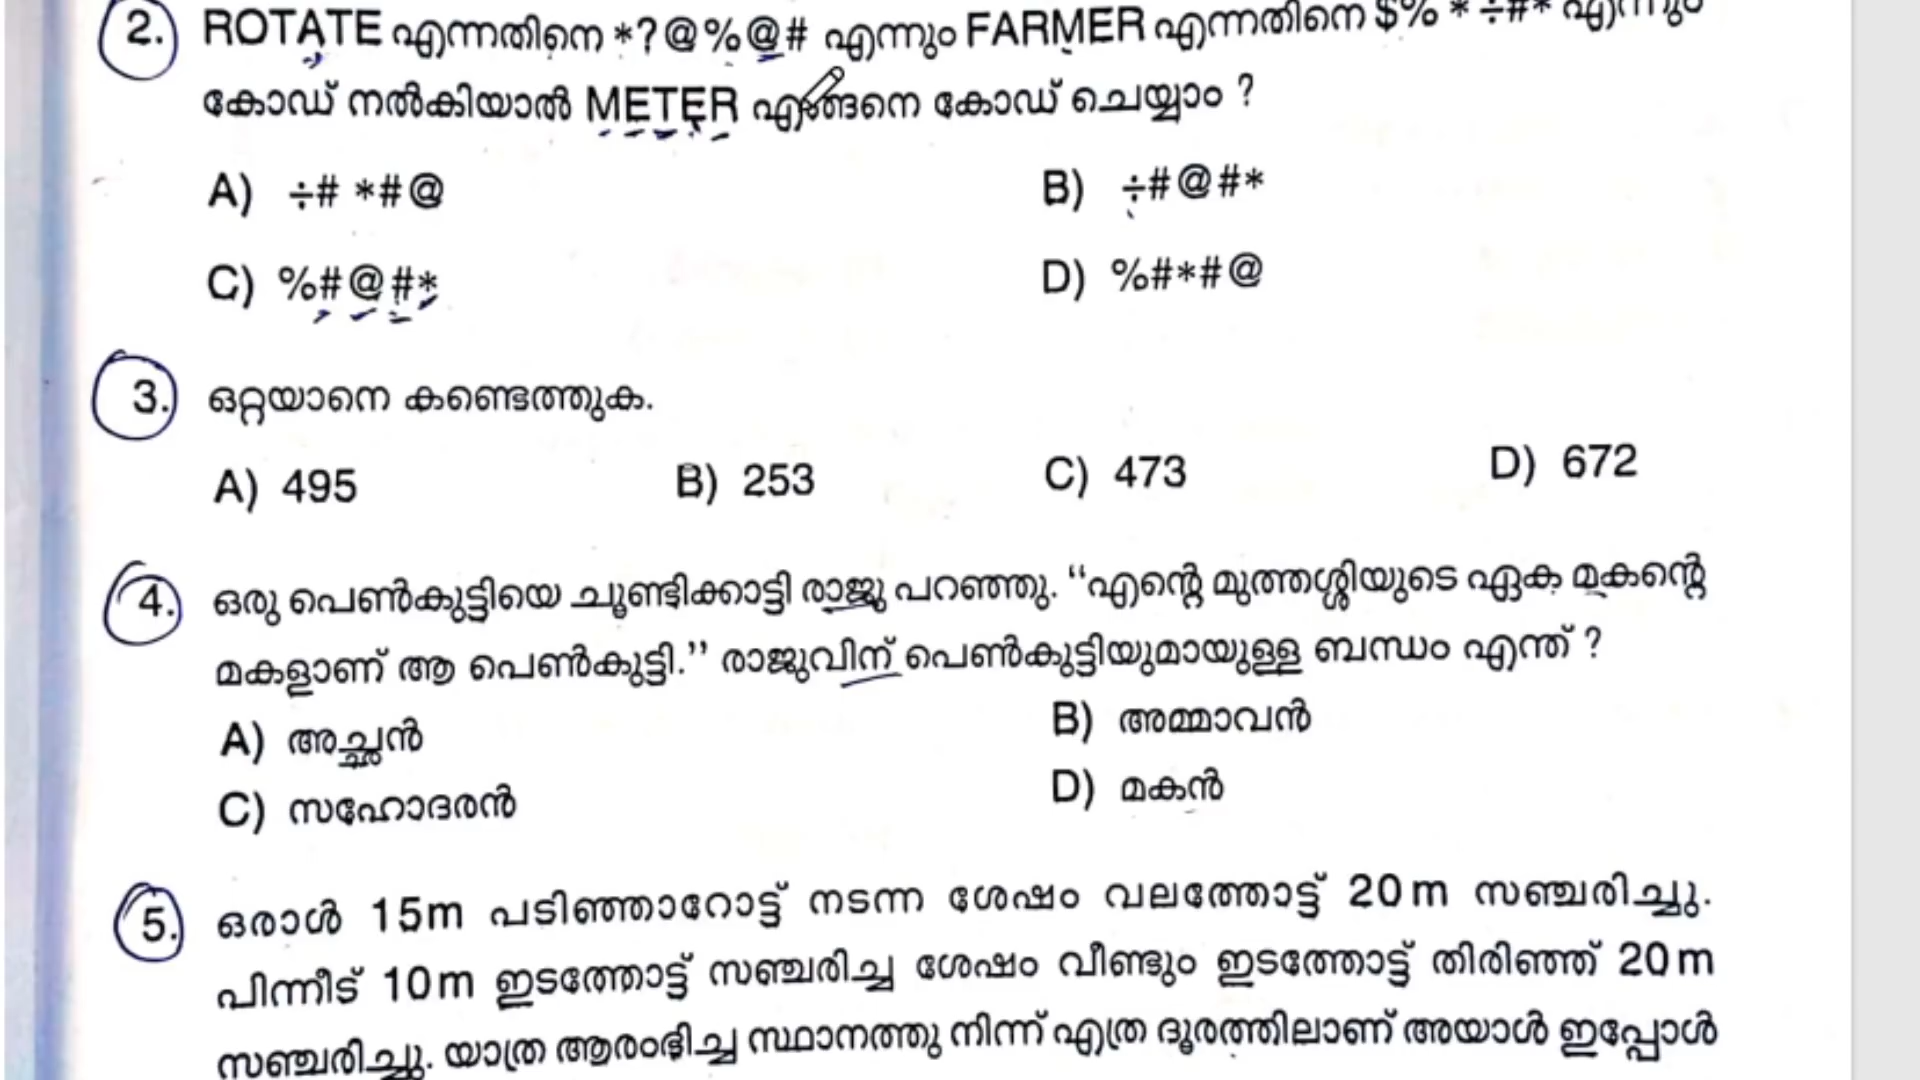 2. ROTATE എന്നതിനെ *?@%@# എന്നും FARMER എന്നതിനെ $%*÷#* എന്നും
കോഡ് നൽകിയാൽ METER എങ്ങനെ കോഡ് ചെയ്യാം ?
A) ÷# *#@ B) ÷#@#*
C) %#@#* D) %#*#@
3. ഒറ്റയാനെ കണ്ടെത്തുക.
A) 495 B) 253 C) 473 D) 672
4. ഒരു പെൺകുട്ടിയെ ചൂണ്ടിക്കാട്ടി രാജു പറഞ്ഞു. “എന്റെ മുത്തശ്ശിയുടെ ഏക മകന്റെ
മകളാണ് ആ പെൺകുട്ടി.” രാജുവിന് പെൺകുട്ടിയുമായുള്ള ബന്ധം എന്ത് ?
A) അച്ഛൻ B) അമ്മാവൻ
C) സഹോദരൻ D) മകൻ
5. ഒരാൾ 15m പടിഞ്ഞാറോട്ട് നടന്ന ശേഷം വലത്തോട്ട് 20m സഞ്ചരിച്ചു.
പിന്നീട് 10m ഇടത്തോട്ട് സഞ്ചരിച്ച ശേഷം വീണ്ടും ഇടത്തോട്ട് തിരിഞ്ഞ് 20m
സഞ്ചരിച്ചു. യാത്ര ആരംഭിച്ച സ്ഥാനത്തു നിന്ന് എത്ര ദൂരത്തിലാണ് അയാൾ ഇപ്പോൾ